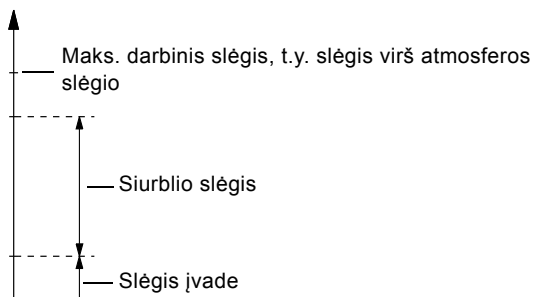 Maks. darbinis slėgis, t.y. slėgis virš atmosferos
slėgio
Siurblio slėgis
Slėgis įvade